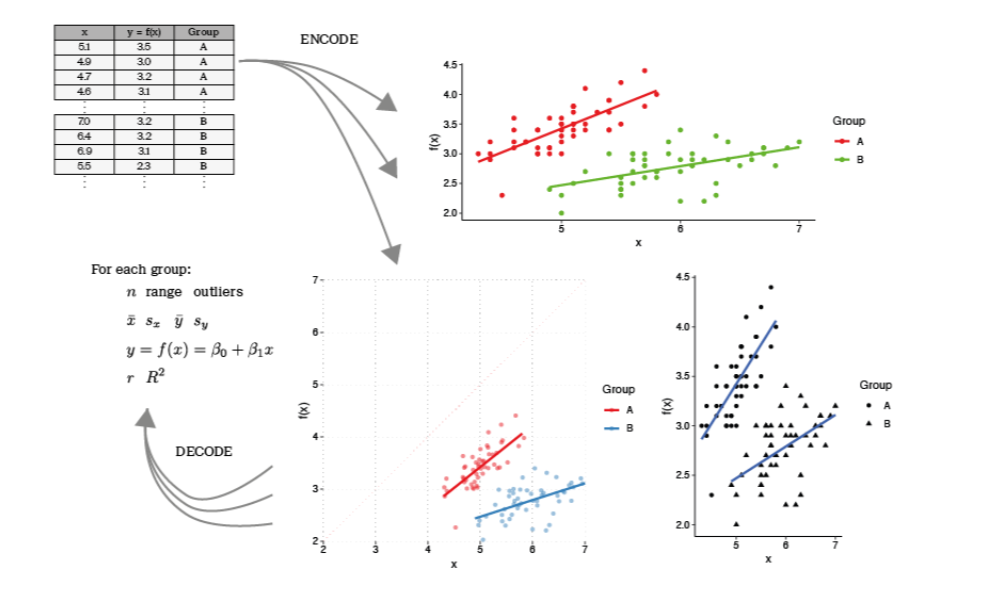 x y = f(x) Group
5.1 3.5 A
4.9 3.0 A
4.7 3.2 A
4.6 3.1 A
⋮ ⋮ ⋮
7.0 3.2 B
6.4 3.2 B
6.9 3.1 B
5.5 2.3 B
⋮ ⋮ ⋮
ENCODE
4.5
4.0
3.5
3.0
2.5
2.0
f(x)
5 6 7
x
Group
A
B
For each group:
n range outliers
x̄ sₓ ȳ s_y
y = f(x) = β₀ + β₁x
r R²
DECODE
7
6
5
4
3
2
f(x)
2 3 4 5 6 7
x
Group
A
B
4.5
4.0
3.5
3.0
2.5
2.0
f(x)
5 6 7
x
Group
A
B